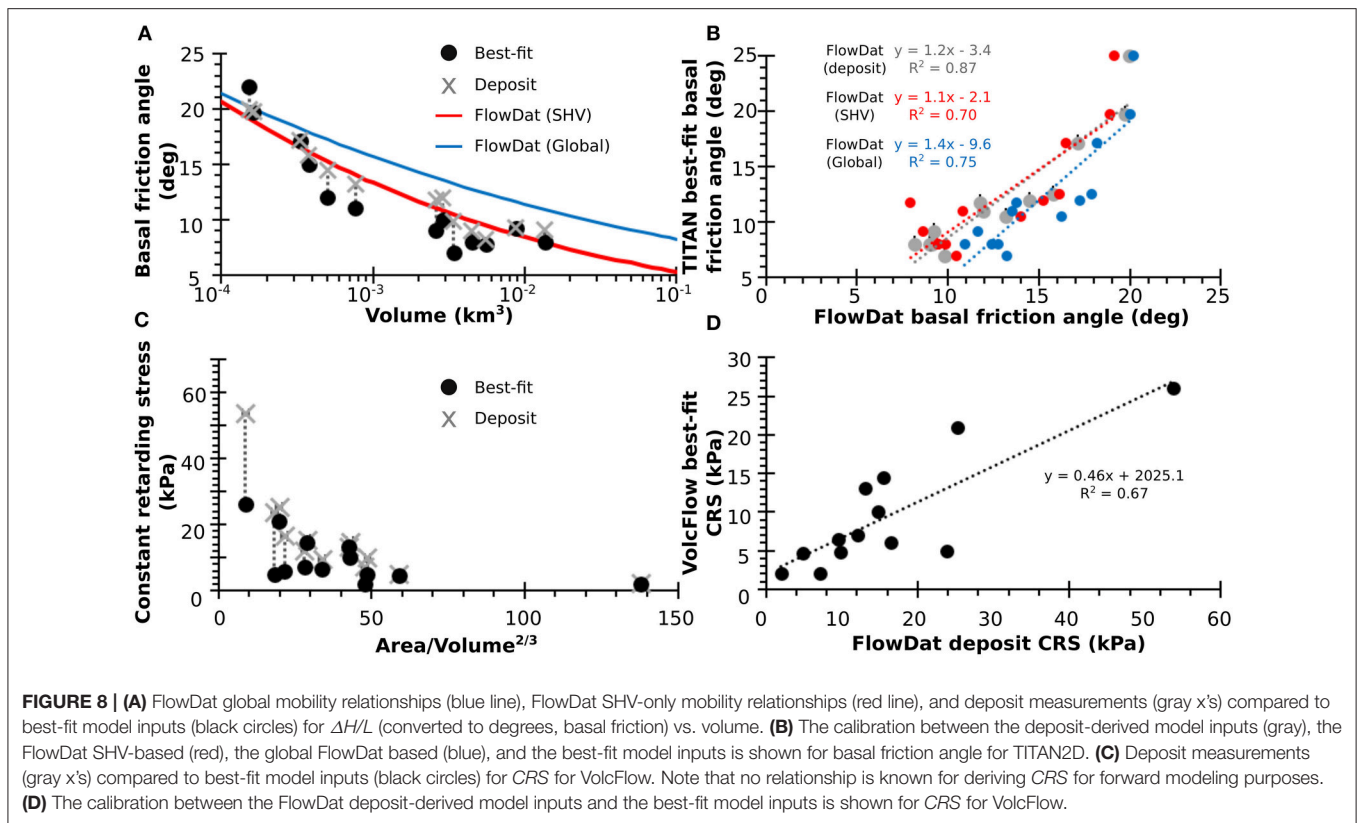 A
Basal friction angle
(deg)
25
20
15
10
5
10-4
10-3
10-2
10-1
Volume (km3)
Best-fit
Deposit
FlowDat (SHV)
FlowDat (Global)
B
TITAN best-fit basal
friction angle (deg)
25
20
15
10
5
0
5
10
15
20
25
FlowDat basal friction angle (deg)
FlowDat y = 1.2x - 3.4
(deposit) R2 = 0.87
FlowDat y = 1.1x - 2.1
(SHV) R2 = 0.70
FlowDat y = 1.4x - 9.6
(Global) R2 = 0.75
C
Constant retarding stress
(kPa)
60
40
20
0
0
50
100
150
Area/Volume2/3
Best-fit
Deposit
D
VolcFlow best-fit
CRS (kPa)
30
25
20
15
10
5
0
0
10
20
30
40
50
60
FlowDat deposit CRS (kPa)
y = 0.46x + 2025.1
R2 = 0.67
FIGURE 8 | (A) FlowDat global mobility relationships (blue line), FlowDat SHV-only mobility relationships (red line), and deposit measurements (gray x's) compared to
best-fit model inputs (black circles) for ΔH/L (converted to degrees, basal friction) vs. volume. (B) The calibration between the deposit-derived model inputs (gray), the
FlowDat SHV-based (red), the global FlowDat based (blue), and the best-fit model inputs is shown for basal friction angle for TITAN2D. (C) Deposit measurements
(gray x's) compared to best-fit model inputs (black circles) for CRS for VolcFlow. Note that no relationship is known for deriving CRS for forward modeling purposes.
(D) The calibration between the FlowDat deposit-derived model inputs and the best-fit model inputs is shown for CRS for VolcFlow.